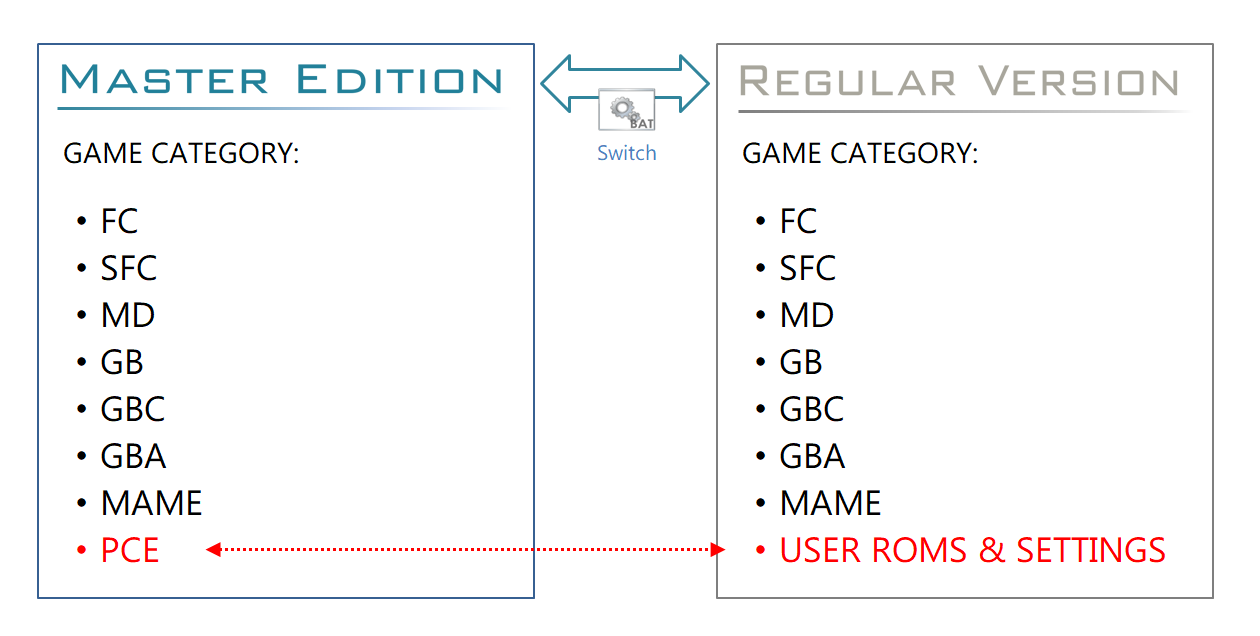 MASTER EDITION
GAME CATEGORY:
• FC
• SFC
• MD
• GB
• GBC
• GBA
• MAME
• PCE
BAT
Switch
REGULAR VERSION
GAME CATEGORY:
• FC
• SFC
• MD
• GB
• GBC
• GBA
• MAME
• USER ROMS & SETTINGS